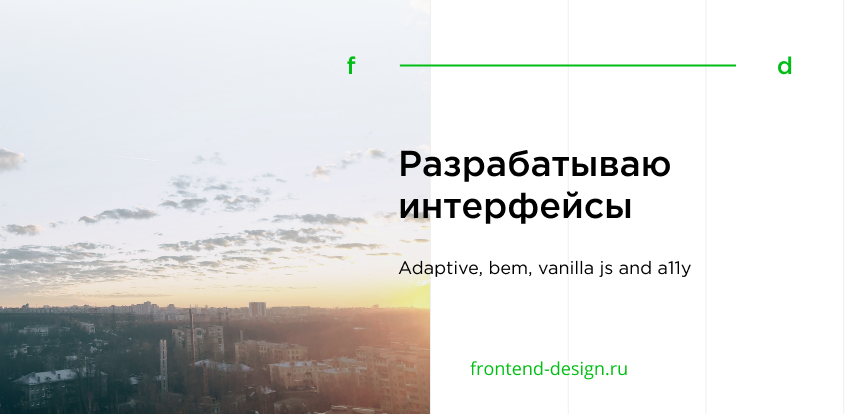 f d
Разрабатываю
интерфейсы
Adaptive, bem, vanilla js and a11y
frontend-design.ru